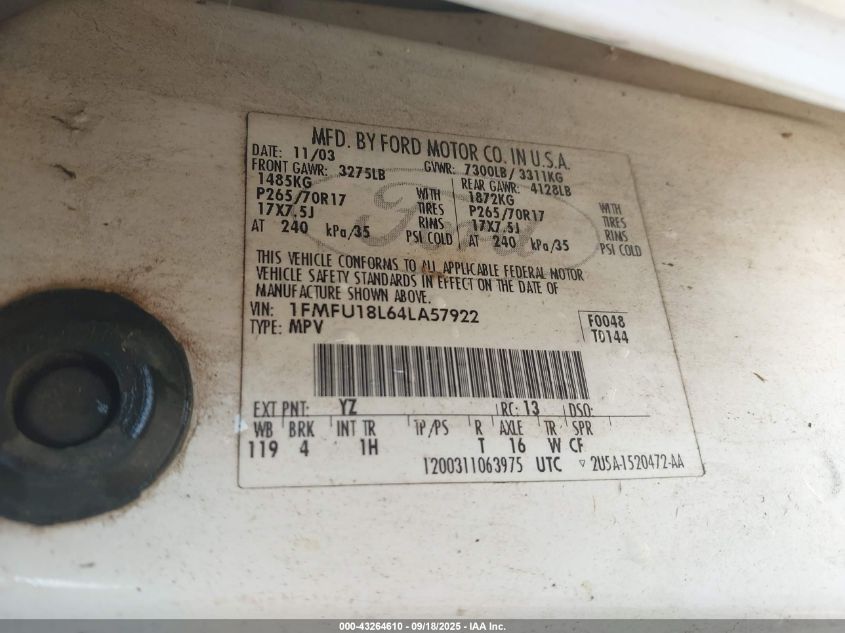 MFD. BY FORD MOTOR CO. IN U.S.A.
DATE: 11/03 GVWR: 7300LB / 3311KG
FRONT GAWR: 3275LB REAR GAWR: 4128LB
1485KG WITH 1872KG WITH
P265/70R17 TIRES P265/70R17 TIRES
17X7.5J RIMS 17X7.5J RIMS
AT 240 kPa/35 PSI COLD AT 240 kPa/35 PSI COLD
Ford
THIS VEHICLE CONFORMS TO ALL APPLICABLE FEDERAL MOTOR
VEHICLE SAFETY STANDARDS IN EFFECT ON THE DATE OF
MANUFACTURE SHOWN ABOVE.
VIN: 1FMFU18L64LA57922
TYPE: MPV
F0048
T0144
EXT PNT: YZ RC: 13 DSO:
WB BRK INT TR TP/PS R AXLE TR SPR
119 4 1H T 16 W CF
1200311063975 UTC ▽ 2U5A-1520472-AA
000-43264610 - 09/18/2025 - IAA Inc.